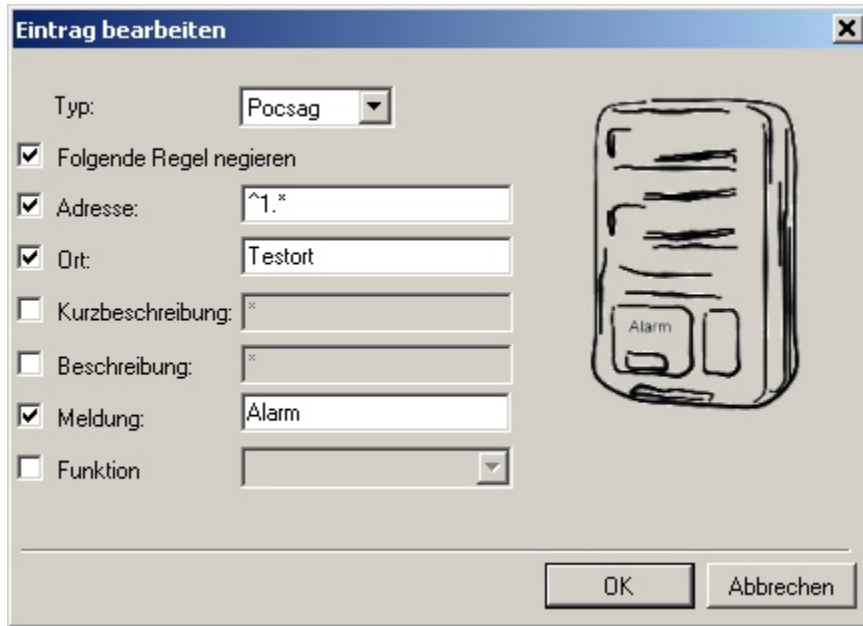 Eintrag bearbeiten
Typ: Pocsag
Folgende Regel negieren
Adresse: ^1.*
Ort: Testort
Kurzbeschreibung: *
Beschreibung: *
Meldung: Alarm
Funktion
Alarm
OK Abbrechen